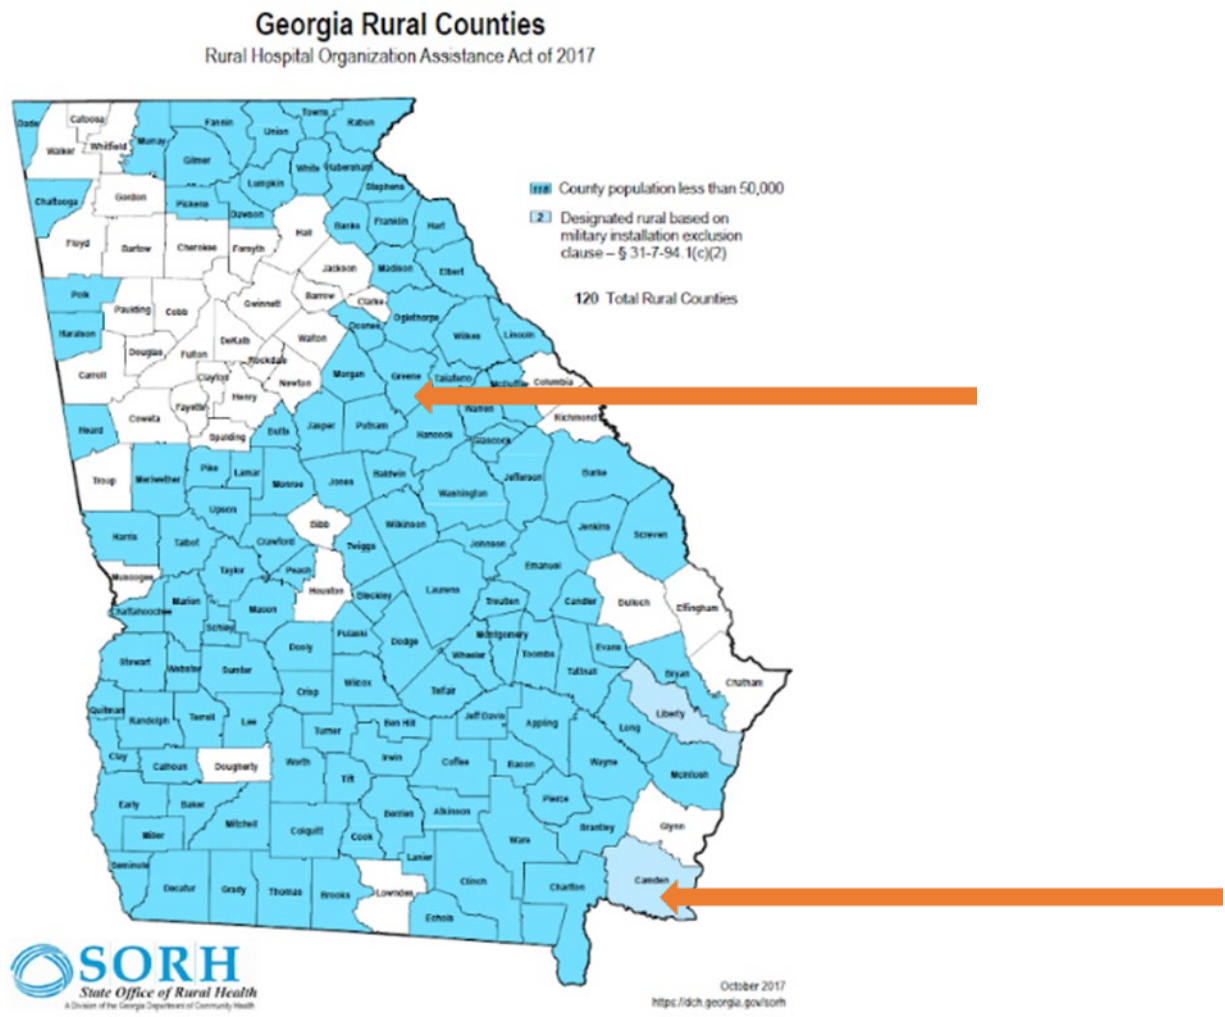 Georgia Rural Counties
Rural Hospital Organization Assistance Act of 2017
Dade
Catoosa
Walker
Whitfield
Murray
Fannin
Union
Towns
Rabun
Gilmer
White
Habersham
Lumpkin
Stephens
Chattooga
Gordon
Pickens
Dawson
Banks
Franklin
Hart
Hall
Floyd
Bartow
Cherokee
Forsyth
Jackson
Madison
Elbert
118 County population less than 50,000
2 Designated rural based on
military installation exclusion
clause – § 31-7-94.1(c)(2)
120 Total Rural Counties
Polk
Paulding
Cobb
Gwinnett
Barrow
Clarke
Oconee
Oglethorpe
Haralson
Douglas
Fulton
DeKalb
Rockdale
Walton
Wilkes
Lincoln
Carroll
Clayton
Henry
Newton
Morgan
Greene
Taliaferro
McDuffie
Columbia
Coweta
Fayette
Warren
Richmond
Heard
Spalding
Butts
Jasper
Putnam
Hancock
Glascock
Troup
Meriwether
Pike
Lamar
Monroe
Jones
Baldwin
Washington
Jefferson
Burke
Upson
Bibb
Wilkinson
Jenkins
Screven
Harris
Talbot
Crawford
Twiggs
Johnson
Emanuel
Muscogee
Taylor
Peach
Houston
Bleckley
Laurens
Treutlen
Candler
Bulloch
Effingham
Chattahoochee
Marion
Macon
Schley
Pulaski
Dodge
Montgomery
Wheeler
Toombs
Evans
Tattnall
Bryan
Chatham
Stewart
Webster
Sumter
Dooly
Crisp
Wilcox
Telfair
Liberty
Quitman
Randolph
Terrell
Lee
Turner
Ben Hill
Jeff Davis
Appling
Long
Clay
Calhoun
Dougherty
Worth
Irwin
Tift
Coffee
Bacon
Wayne
McIntosh
Early
Baker
Miller
Mitchell
Colquitt
Cook
Berrien
Atkinson
Pierce
Ware
Brantley
Glynn
Seminole
Decatur
Grady
Thomas
Brooks
Lowndes
Lanier
Echols
Clinch
Charlton
Camden
SORH
State Office of Rural Health
A Division of the Georgia Department of Community Health
October 2017
https://dch.georgia.gov/sorh